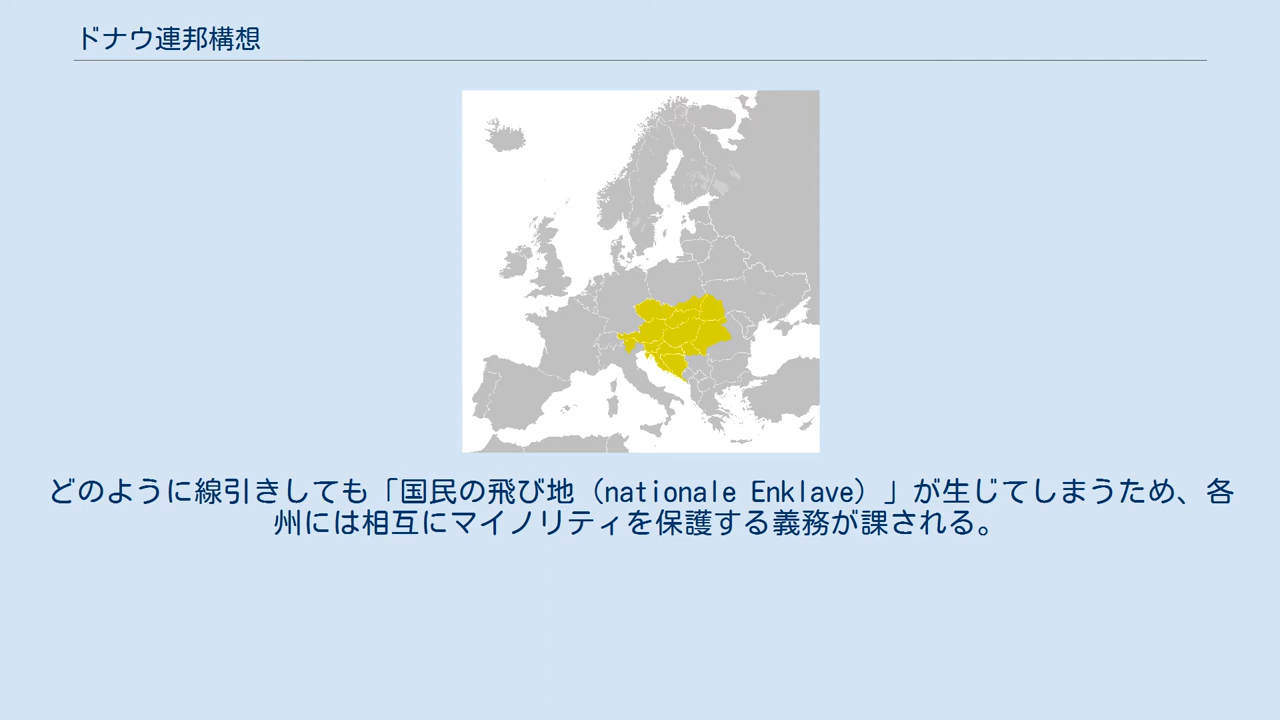 ドナウ連邦構想
どのように線引きしても「国民の飛び地（nationale Enklave）」が生じてしまうため、各
州には相互にマイノリティを保護する義務が課される。